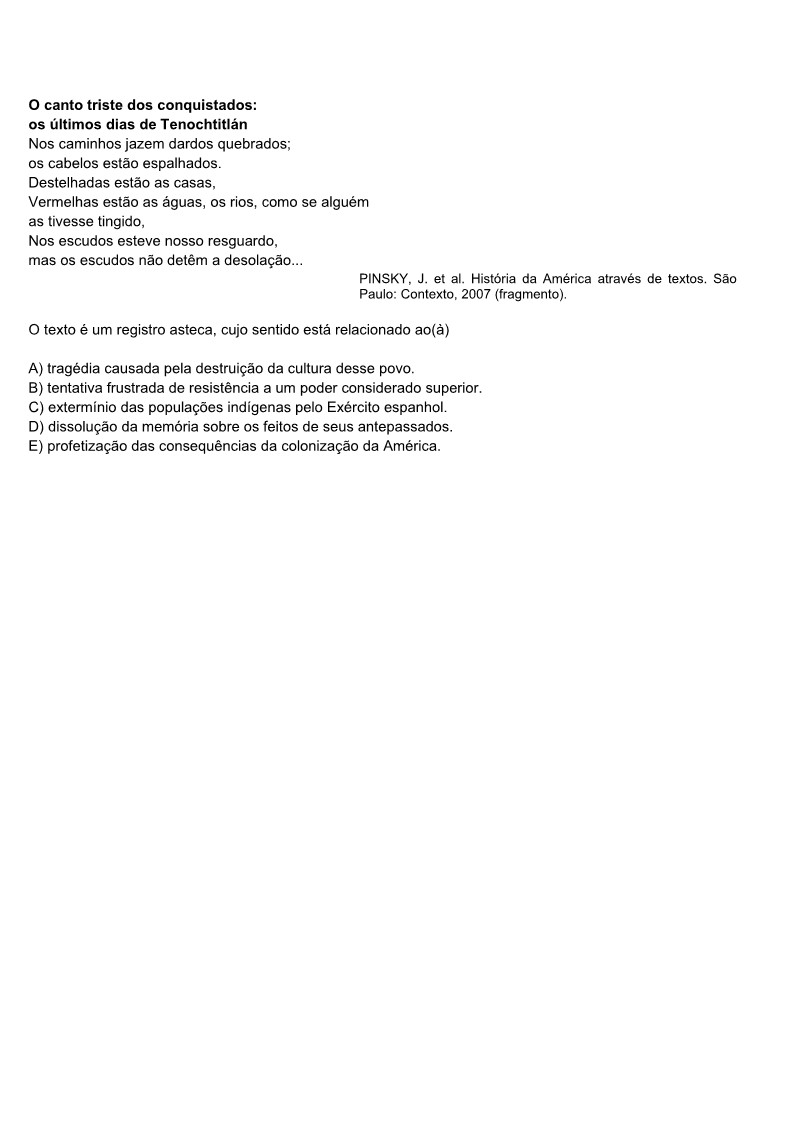 O canto triste dos conquistados:
os últimos dias de Tenochtitlán
Nos caminhos jazem dardos quebrados;
os cabelos estão espalhados.
Destelhadas estão as casas,
Vermelhas estão as águas, os rios, como se alguém
as tivesse tingido,
Nos escudos esteve nosso resguardo,
mas os escudos não detêm a desolação...
PINSKY, J. et al. História da América através de textos. São
Paulo: Contexto, 2007 (fragmento).
O texto é um registro asteca, cujo sentido está relacionado ao(à)
A) tragédia causada pela destruição da cultura desse povo.
B) tentativa frustrada de resistência a um poder considerado superior.
C) extermínio das populações indígenas pelo Exército espanhol.
D) dissolução da memória sobre os feitos de seus antepassados.
E) profetização das consequências da colonização da América.